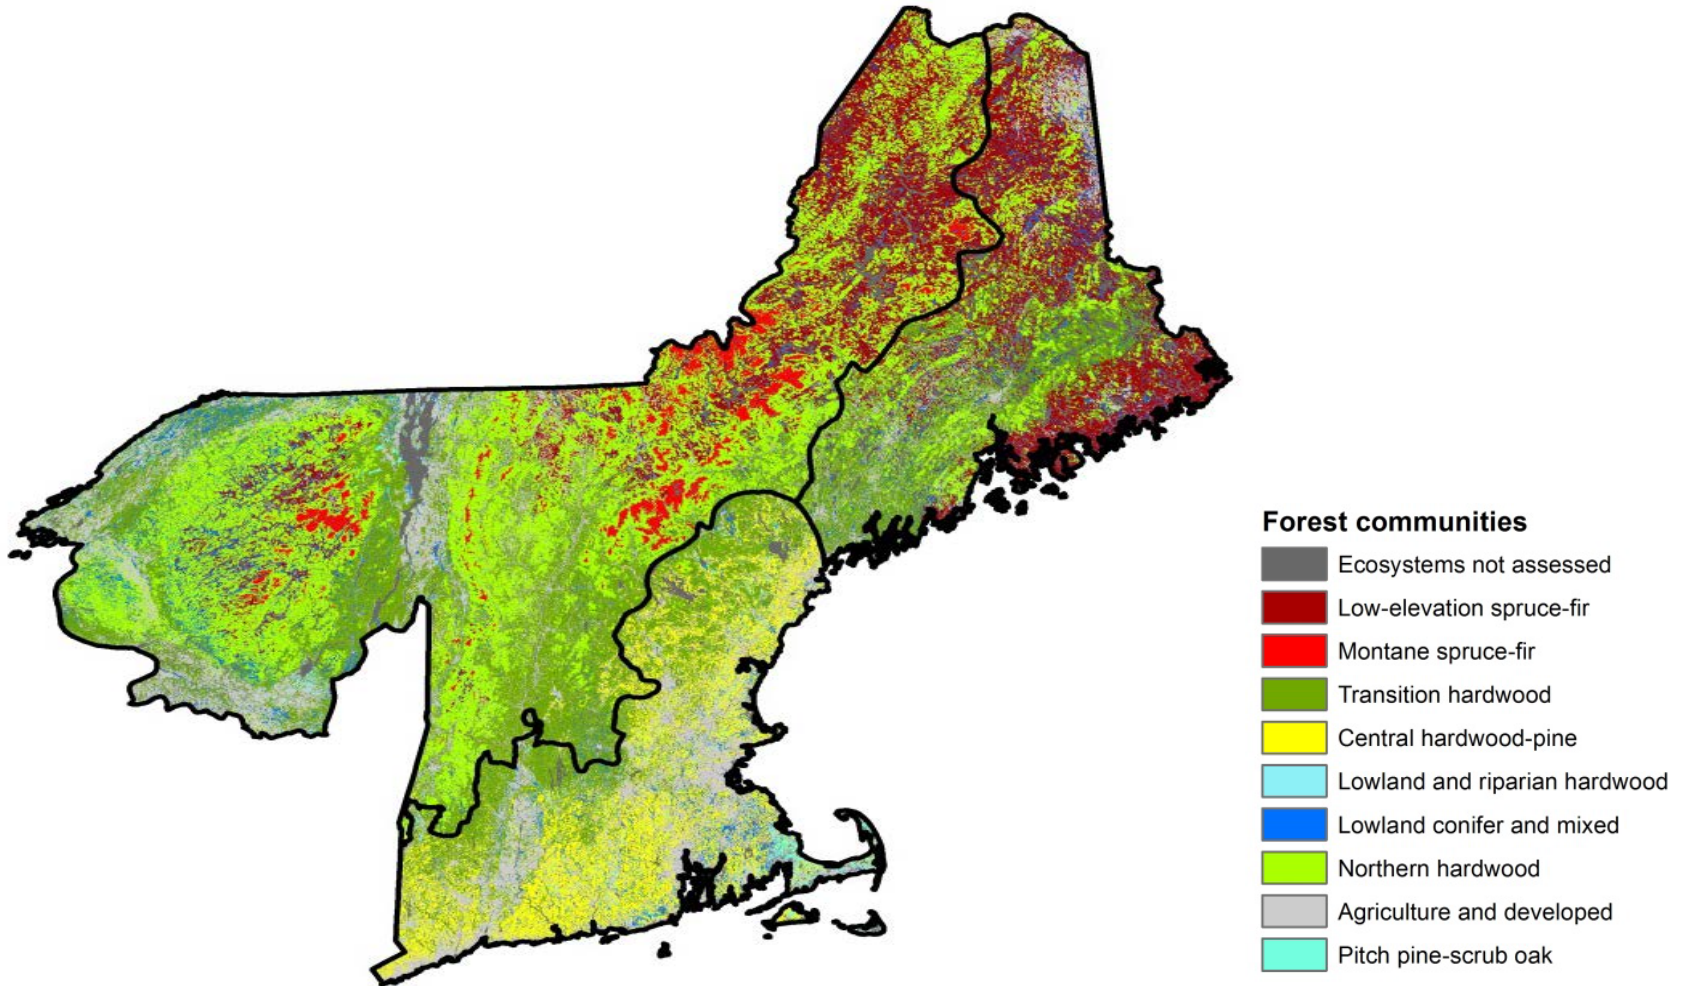 Forest communities
Ecosystems not assessed
Low-elevation spruce-fir
Montane spruce-fir
Transition hardwood
Central hardwood-pine
Lowland and riparian hardwood
Lowland conifer and mixed
Northern hardwood
Agriculture and developed
Pitch pine-scrub oak